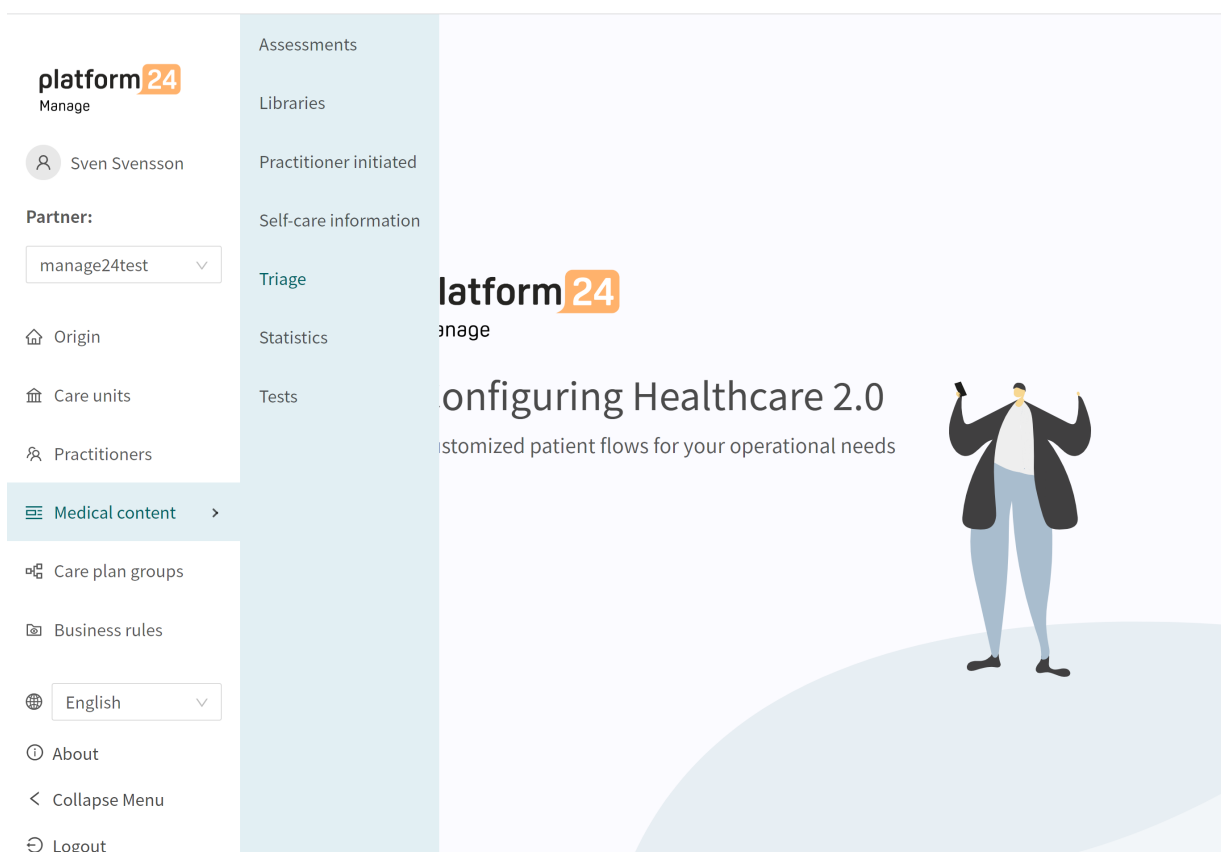 platform24
Manage
Sven Svensson
Partner:
manage24test
Origin
Care units
Practitioners
Medical content
Care plan groups
Business rules
English
About
Collapse Menu
Logout
Assessments
Libraries
Practitioner initiated
Self-care information
Triage
Statistics
Tests
latform24
anage
onfiguring Healthcare 2.0
stomized patient flows for your operational needs